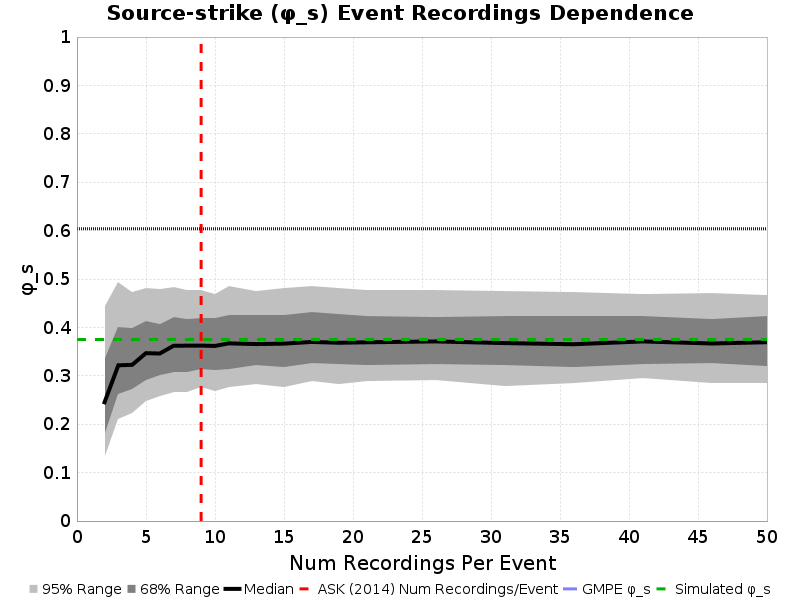 Source-strike (φ_s) Event Recordings Dependence
1
0.9
0.8
0.7
0.6
0.5
0.4
0.3
0.2
0.1
0
φ_s
0 5 10 15 20 25 30 35 40 45 50
Num Recordings Per Event
95% Range 68% Range Median ASK (2014) Num Recordings/Event GMPE φ_s Simulated φ_s